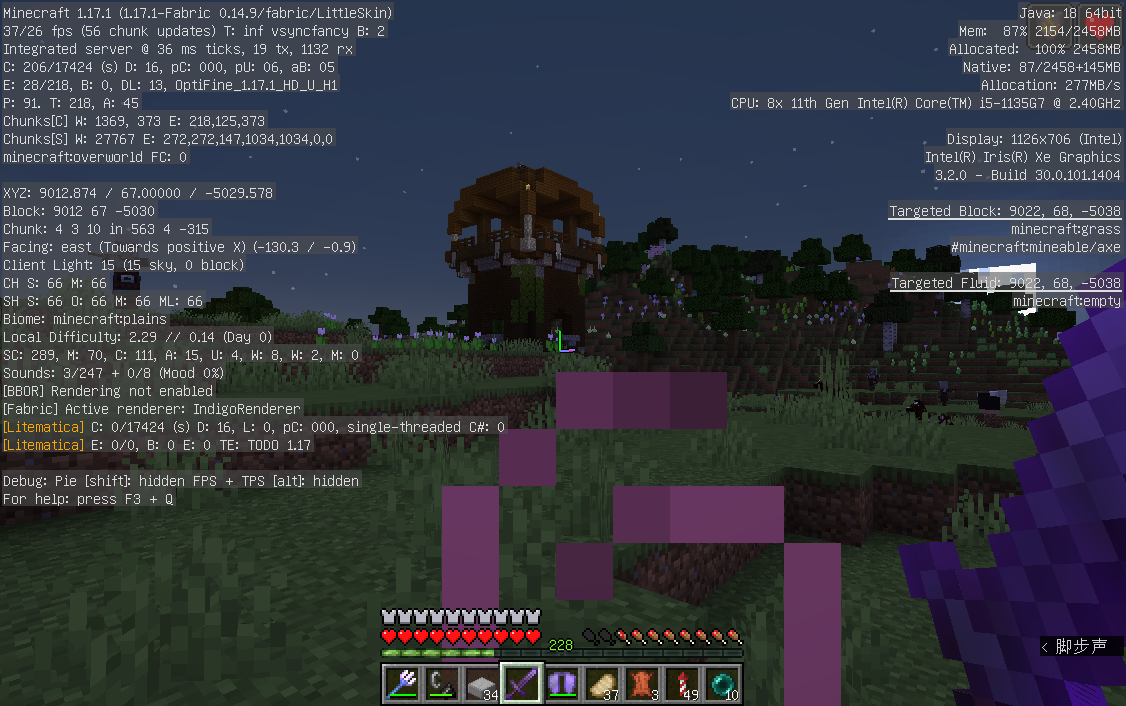 Minecraft 1.17.1 (1.17.1-Fabric 0.14.9/fabric/LittleSkin)
37/26 fps (56 chunk updates) T: inf vsyncfancy B: 2
Integrated server @ 36 ms ticks, 19 tx, 1132 rx
C: 206/17424 (s) D: 16, pC: 000, pU: 06, aB: 05
E: 28/218, B: 0, DL: 13, OptiFine_1.17.1_HD_U_H1
P: 91. T: 218, A: 45
Chunks[C] W: 1369, 373 E: 218,125,373
Chunks[S] W: 27767 E: 272,272,147,1034,1034,0,0
minecraft:overworld FC: 0
XYZ: 9012.874 / 67.00000 / -5029.578
Block: 9012 67 -5030
Chunk: 4 3 10 in 563 4 -315
Facing: east (Towards positive X) (-130.3 / -0.9)
Client Light: 15 (15 sky, 0 block)
CH S: 66 M: 66
SH S: 66 O: 66 M: 66 ML: 66
Biome: minecraft:plains
Local Difficulty: 2.29 // 0.14 (Day 0)
SC: 289, M: 70, C: 111, A: 15, U: 4, W: 8, W: 2, M: 0
Sounds: 3/247 + 0/8 (Mood 0%)
[BBOR] Rendering not enabled
[Fabric] Active renderer: IndigoRenderer
[Litematica] C: 0/17424 (s) D: 16, L: 0, pC: 000, single-threaded C#: 0
[Litematica] E: 0/0, B: 0 E: 0 TE: TODO 1.17
Debug: Pie [shift]: hidden FPS + TPS [alt]: hidden
For help: press F3 + Q
Java: 18 64bit
Mem: 87% 2154/2458MB
Allocated: 100% 2458MB
Native: 87/2458+145MB
Allocation: 277MB/s
CPU: 8x 11th Gen Intel(R) Core(TM) i5-1135G7 @ 2.40GHz
Display: 1126x706 (Intel)
Intel(R) Iris(R) Xe Graphics
3.2.0 - Build 30.0.101.1404
Targeted Block: 9022, 68, -5038
minecraft:grass
#minecraft:mineable/axe
Targeted Fluid: 9022, 68, -5038
minecraft:empty
< 脚步声
228
34 37 3 49 10